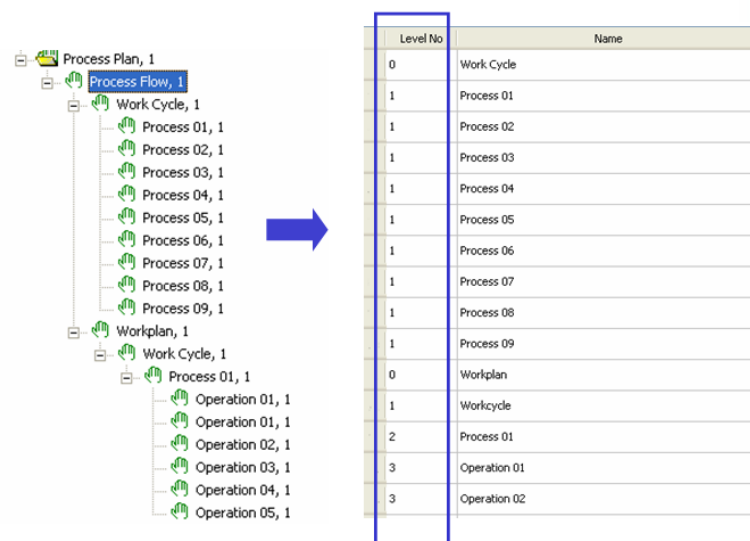 Process Plan, 1
Process Flow, 1
Work Cycle, 1
Process 01, 1
Process 02, 1
Process 03, 1
Process 04, 1
Process 05, 1
Process 06, 1
Process 07, 1
Process 08, 1
Process 09, 1
Workplan, 1
Work Cycle, 1
Process 01, 1
Operation 01, 1
Operation 01, 1
Operation 02, 1
Operation 03, 1
Operation 04, 1
Operation 05, 1
Level No Name
0 Work Cycle
1 Process 01
1 Process 02
1 Process 03
1 Process 04
1 Process 05
1 Process 06
1 Process 07
1 Process 08
1 Process 09
0 Workplan
1 Workcycle
2 Process 01
3 Operation 01
3 Operation 02